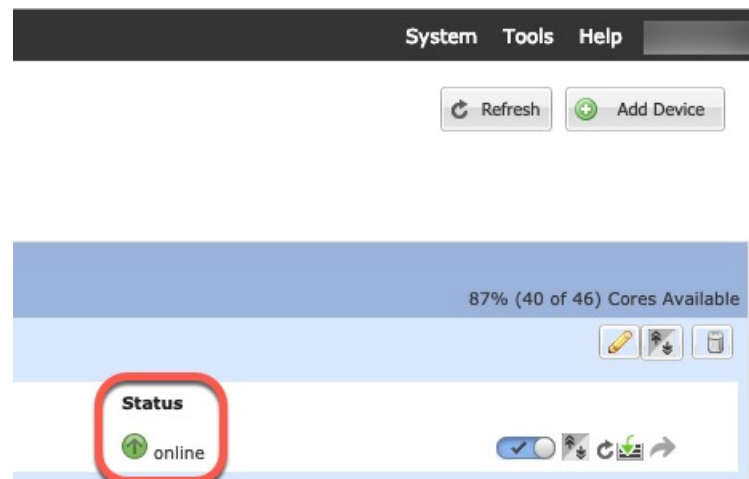 System Tools Help
Refresh Add Device
87% (40 of 46) Cores Available
Status
online